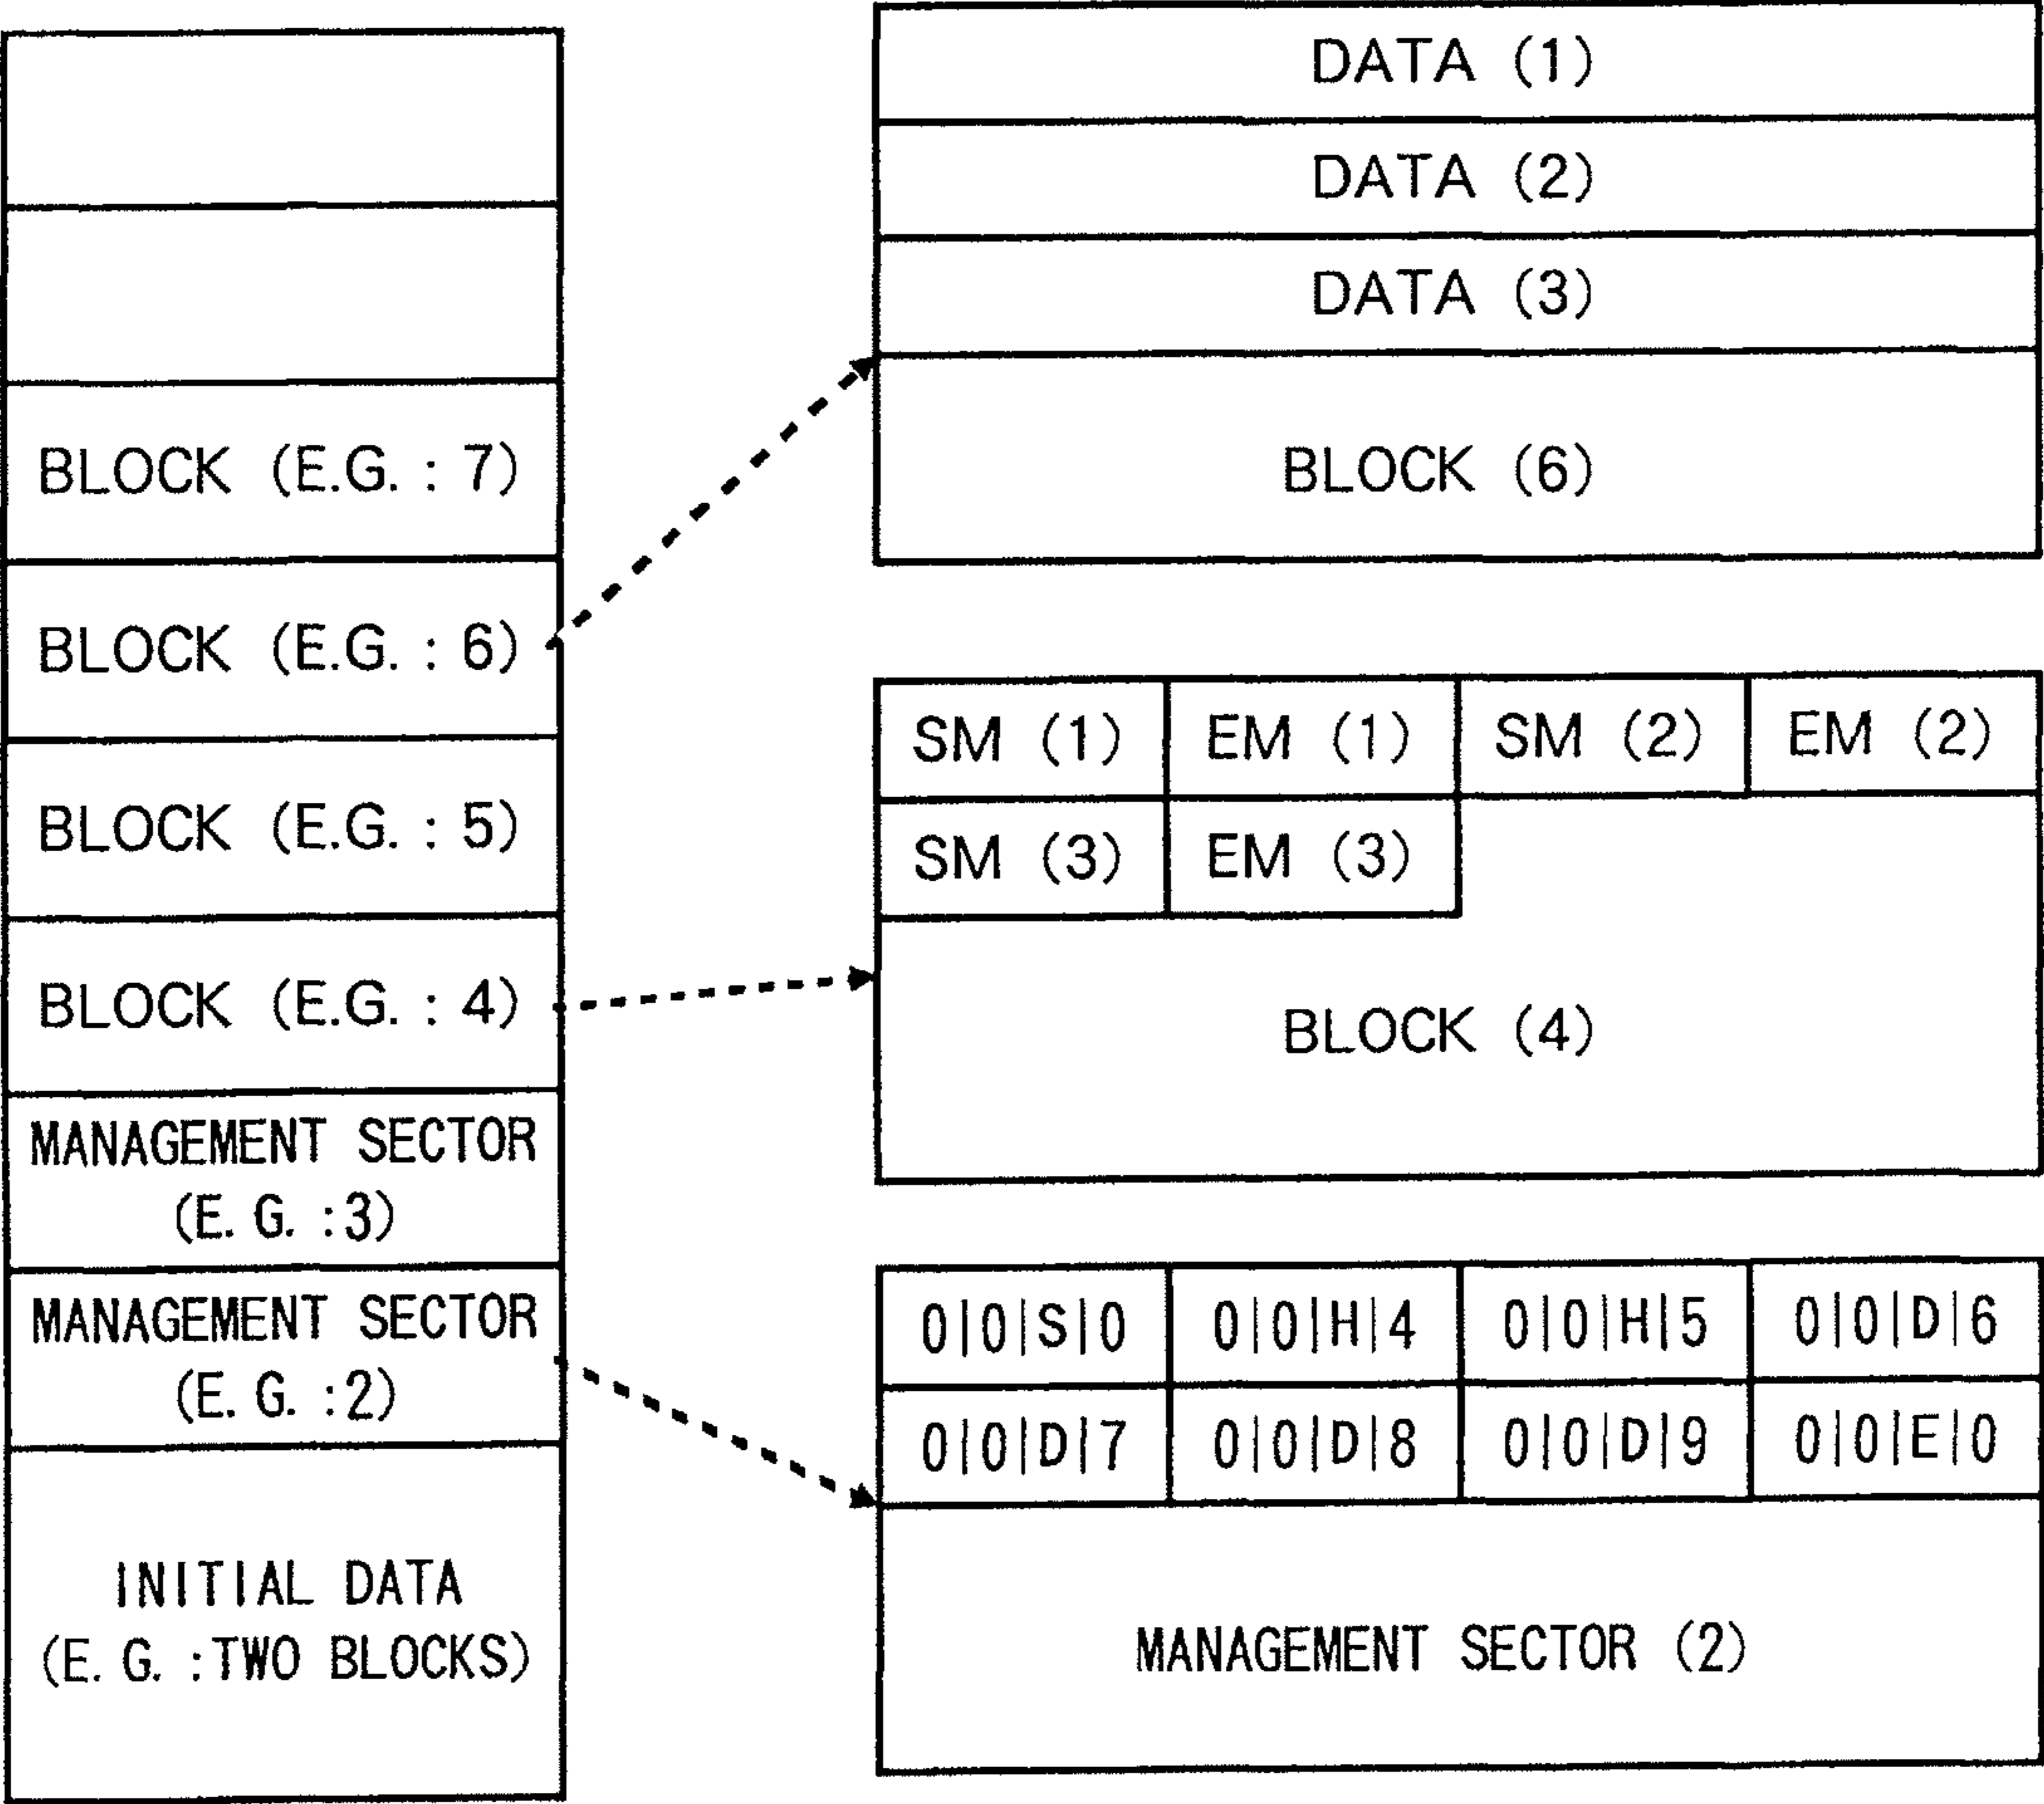 BLOCK (E.G. : 7)
BLOCK (E.G. : 6)
BLOCK (E.G. : 5)
BLOCK (E.G. : 4)
MANAGEMENT SECTOR
(E. G. :3)
MANAGEMENT SECTOR
(E. G. :2)
INITIAL DATA
(E. G. :TWO BLOCKS)
DATA (1)
DATA (2)
DATA (3)
BLOCK (6)
SM (1) EM (1) SM (2) EM (2)
SM (3) EM (3)
BLOCK (4)
0|0|S|0 0|0|H|4 0|0|H|5 0|0|D|6
0|0|D|7 0|0|D|8 0|0|D|9 0|0|E|0
MANAGEMENT SECTOR (2)